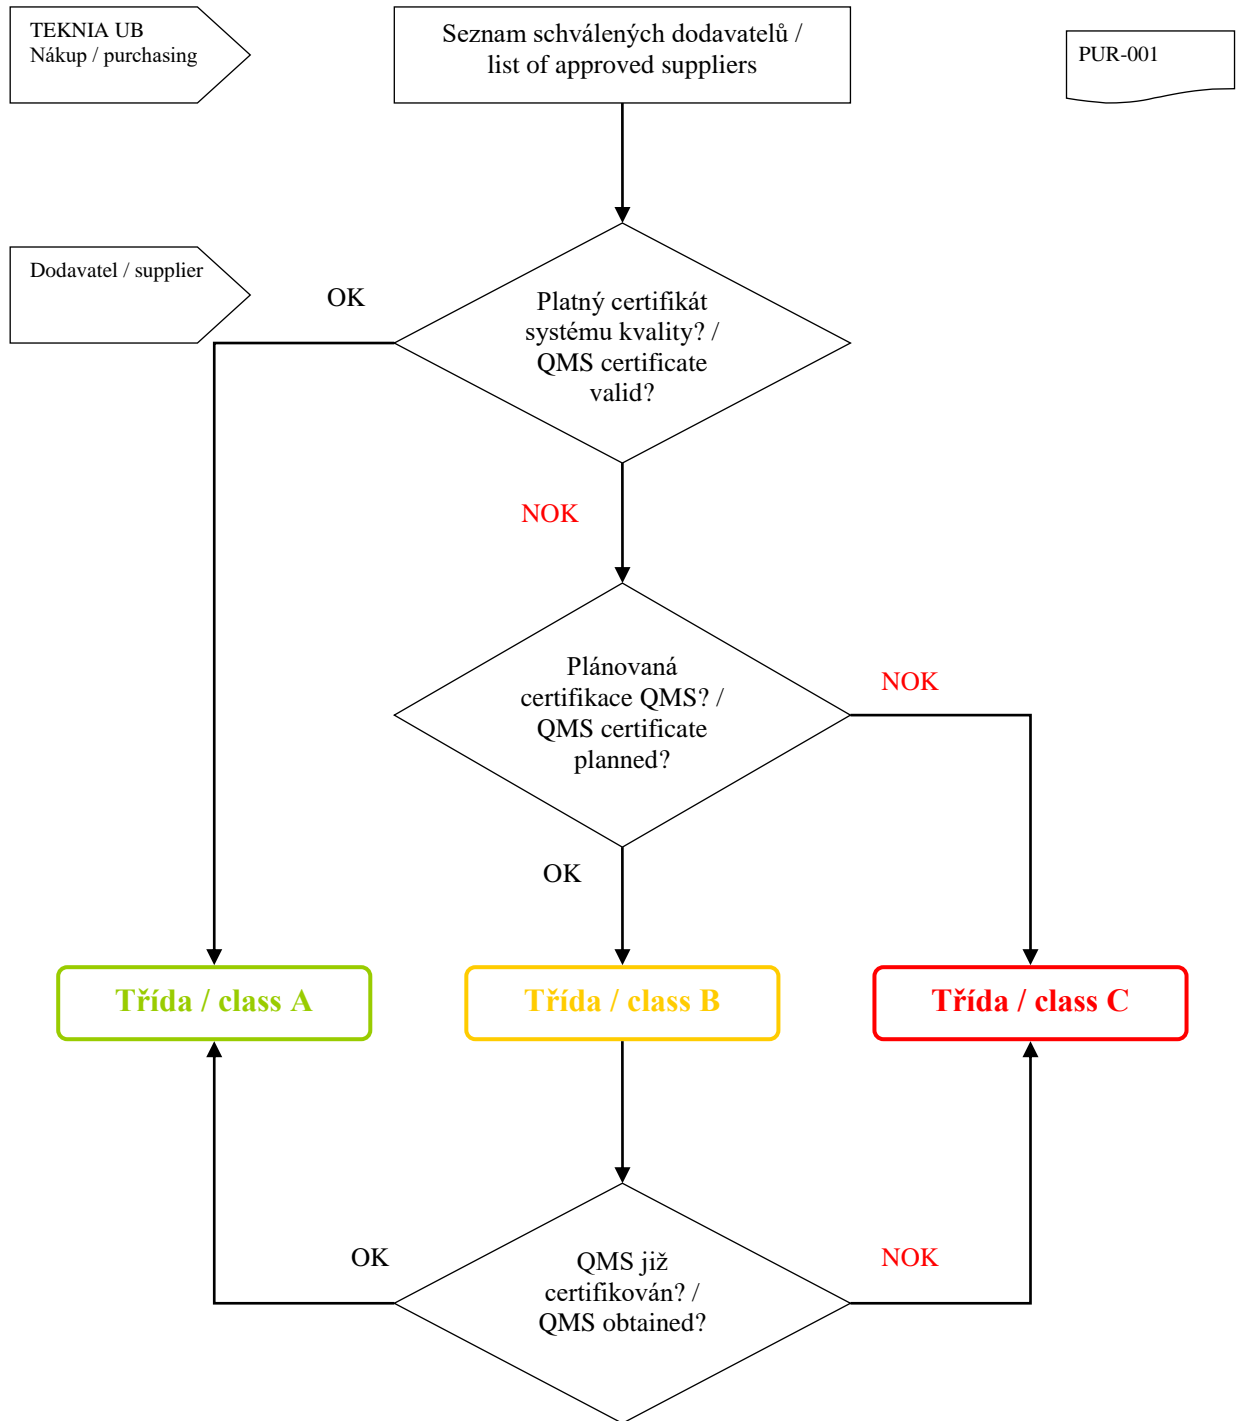 TEKNIA UB
Nákup / purchasing
Seznam schválených dodavatelů /
list of approved suppliers
PUR-001
Dodavatel / supplier
OK
Platný certifikát
systému kvality? /
QMS certificate
valid?
NOK
Plánovaná
certifikace QMS? /
QMS certificate
planned?
NOK
OK
Třída / class A
Třída / class B
Třída / class C
OK
QMS již
certifikován? /
QMS obtained?
NOK